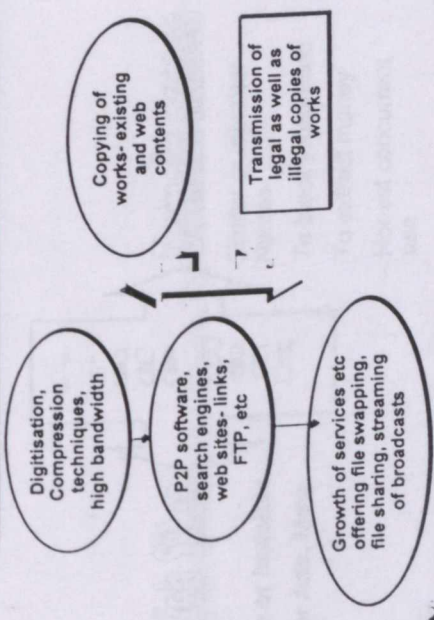 Digitisation,
Compression
techniques,
high bandwidth
P2P software,
search engines,
web sites- links,
FTP, etc
Growth of services etc
offering file swapping,
file sharing, streaming
of broadcasts
Copying of
works- existing
and web
contents
Transmission of
legal as well as
illegal copies of
works